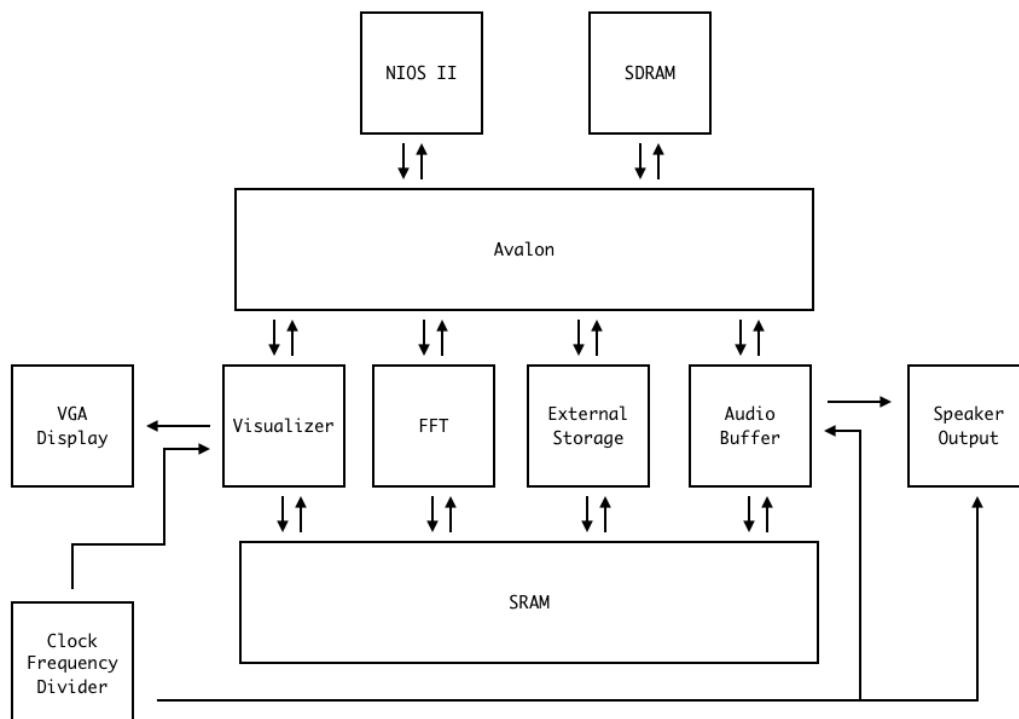 NIOS II
SDRAM
Avalon
VGA
Display
Visualizer
FFT
External
Storage
Audio
Buffer
Speaker
Output
SRAM
Clock
Frequency
Divider